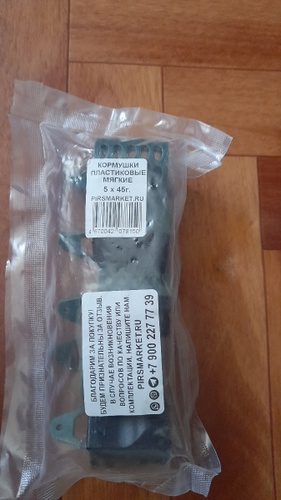 КОРМУШКИ
ПЛАСТИКОВЫЕ
МЯГКИЕ
5 х 45г.
PIRSMARKET.RU
БЛАГОДАРИМ ЗА ПОКУПКУ!
БУДЕМ ПРИЗНАТЕЛЬНЫ ЗА ОТЗЫВ.
В СЛУЧАЕ ВОЗНИКНОВЕНИЯ
ВОПРОСОВ ПО КАЧЕСТВУ ИЛИ
КОМПЛЕКТАЦИИ, НАПИШИТЕ НАМ.
PIRSMARKET.RU
+7 900 227 77 39